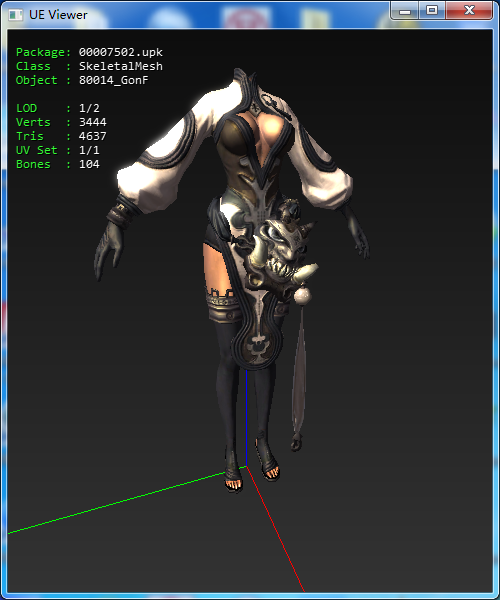 UE Viewer
Package: 00007502.upk
Class : SkeletalMesh
Object : 80014_GonF
LOD : 1/2
Verts : 3444
Tris : 4637
UV Set : 1/1
Bones : 104